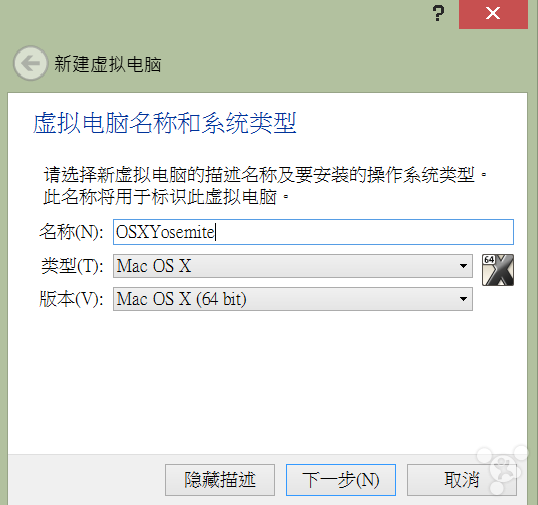 ?
新建虚拟电脑
虚拟电脑名称和系统类型
请选择新虚拟电脑的描述名称及要安装的操作系统类型。
此名称将用于标识此虚拟电脑。
名称(N): OSXYosemite
类型(T): Mac OS X
64
版本(V): Mac OS X (64 bit)
隐藏描述 下一步(N) 取消